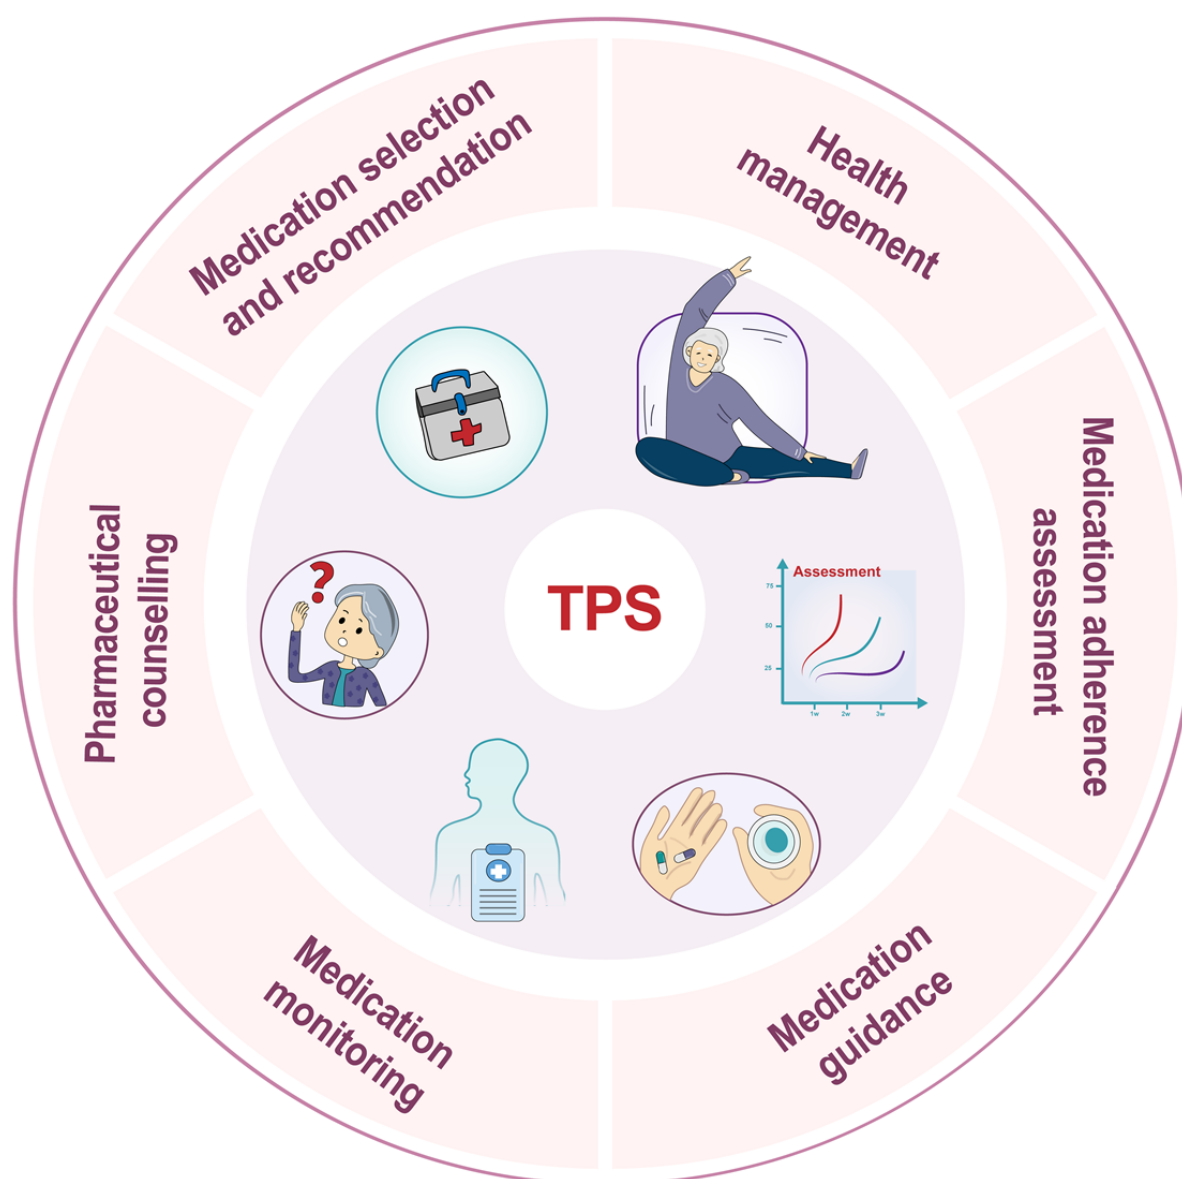 Medication selection
and recommendation
Health
management
Medication adherence
assessment
Medication
guidance
Medication
monitoring
Pharmaceutical
counselling
TPS
?
Assessment
75
50
25
1w
2w
3w